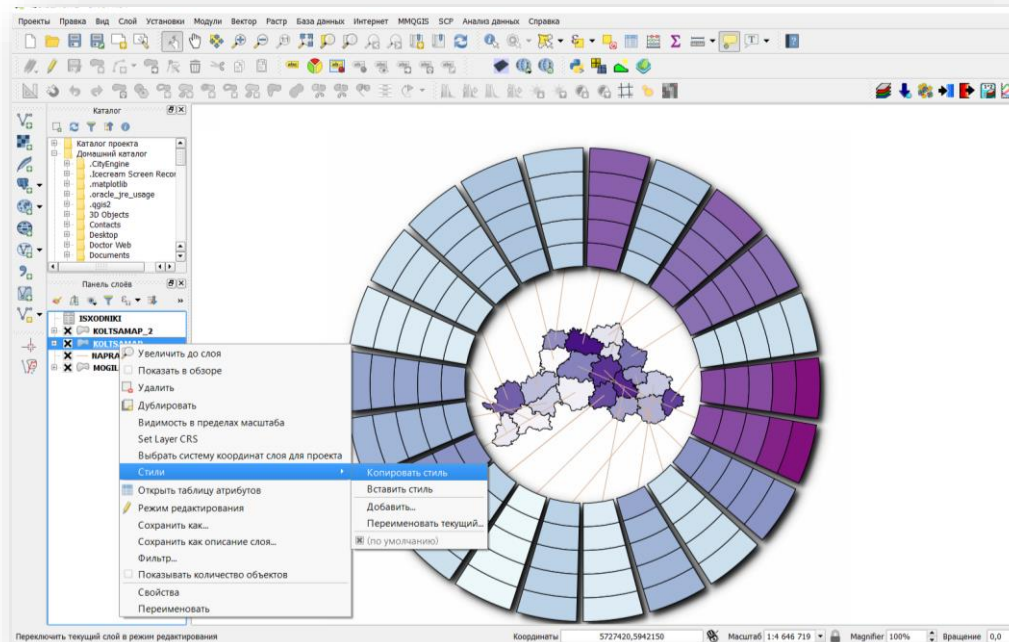 Проекты Правка Вид Слой Установки Модули Вектор Растр База данных Интернет MMQGIS SCP Анализ данных Справка
Каталог
Каталог проекта
Домашний каталог
.CityEngine
.Icecream Screen Recor
.matplotlib
.oracle_jre_usage
.qgis2
3D Objects
Contacts
Desktop
Doctor Web
Documents
Панель слоёв
ISXODNIKI
KOLTSAMAP_2
KOLTSAMAP
NAPRA
MOGIL
Увеличить до слоя
Показать в обзоре
Удалить
Дублировать
Видимость в пределах масштаба
Set Layer CRS
Выбрать систему координат слоя для проекта
Стили
Копировать стиль
Вставить стиль
Добавить...
Переименовать текущий...
(по умолчанию)
Открыть таблицу атрибутов
Режим редактирования
Сохранить как...
Сохранить как описание слоя...
Фильтр...
Показывать количество объектов
Свойства
Переименовать
Переключить текущий слой в режим редактирования
Координаты 5727420,5942150 Масштаб 1:4 646 719 Magnifier 100% Вращение 0,0